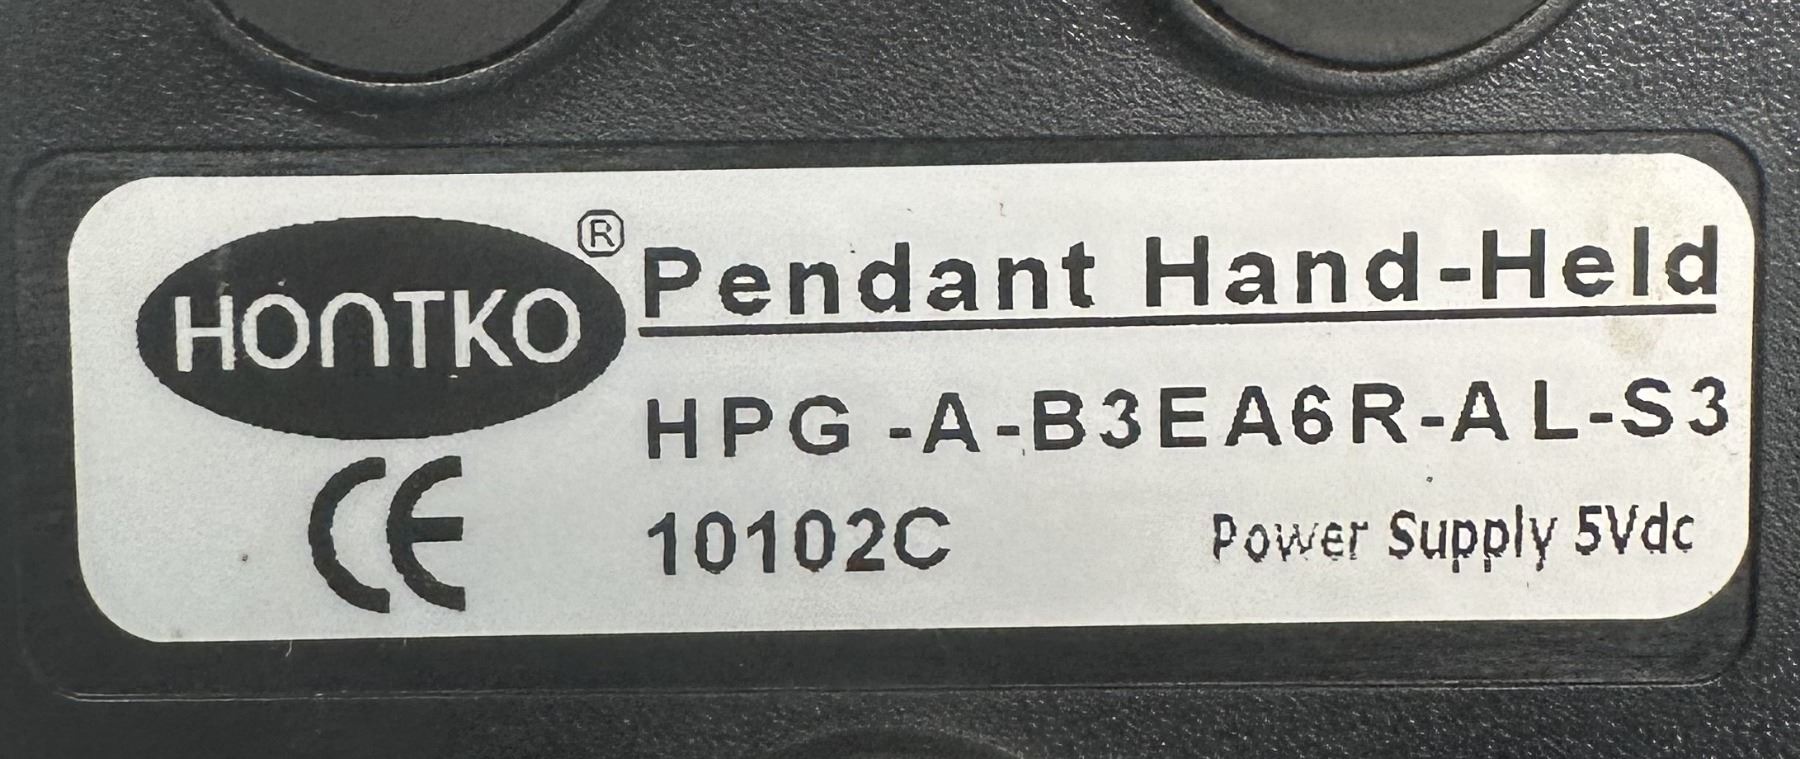 HONTKO ®
Pendant Hand-Held
HPG -A-B3EA6R-AL-S3
CE
10102C
Power Supply 5Vdc